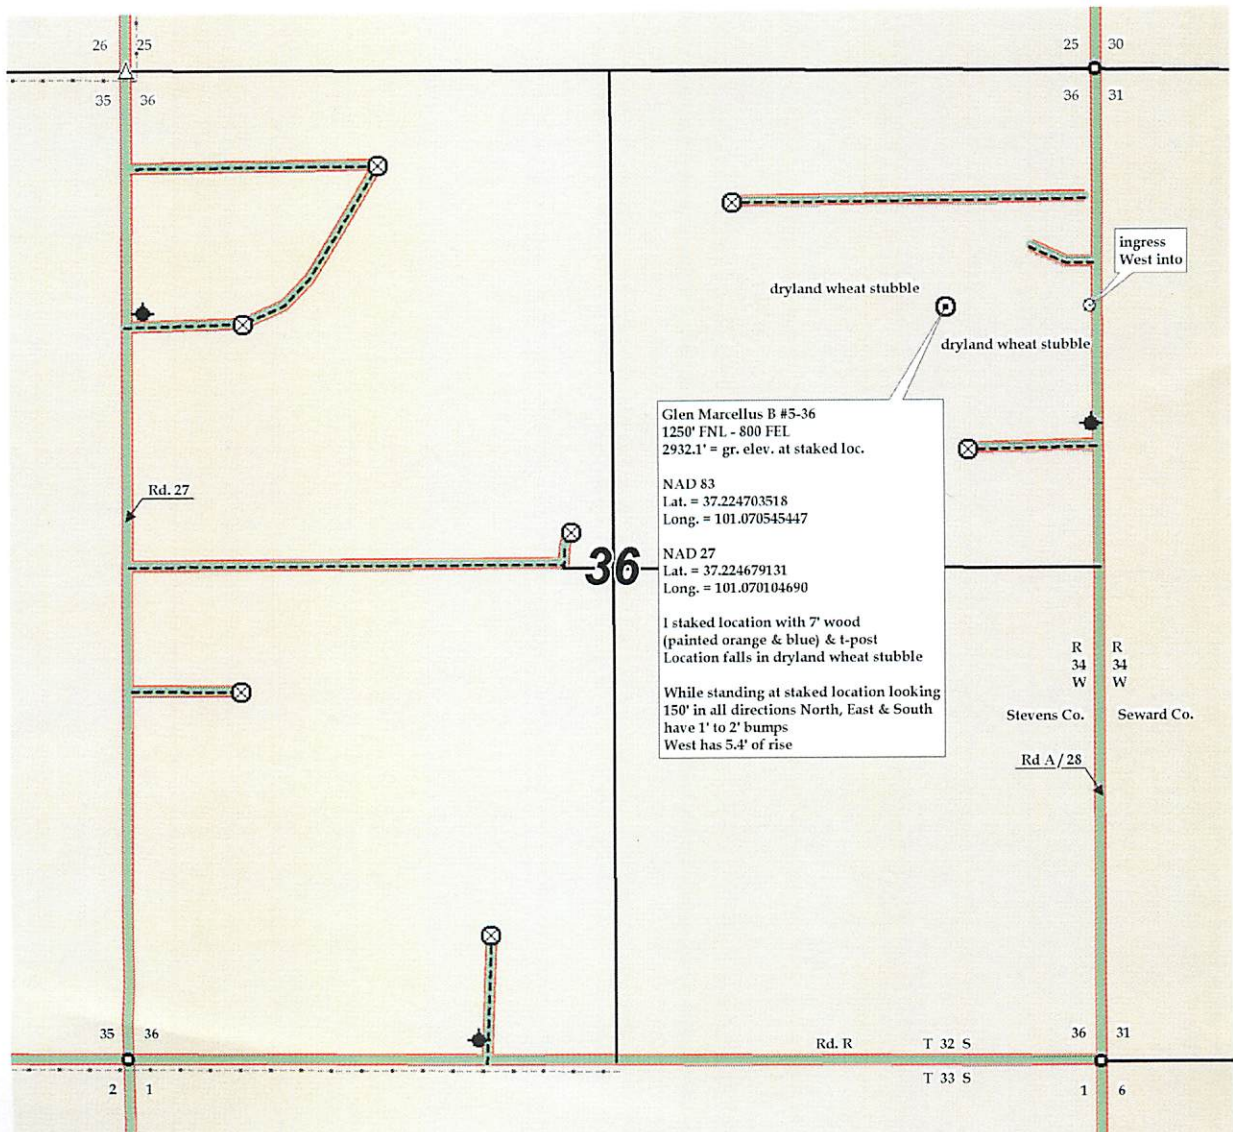 26 25
25 30
35 36
36 31
ingress
West into
dryland wheat stubble
dryland wheat stubble
Glen Marcellus B #5-36
1250' FNL - 800 FEL
2932.1' = gr. elev. at staked loc.
NAD 83
Lat. = 37.224703518
Long. = 101.070545447
NAD 27
Lat. = 37.224679131
Long. = 101.070104690
I staked location with 7' wood
(painted orange & blue) & t-post
Location falls in dryland wheat stubble
While standing at staked location looking
150' in all directions North, East & South
have 1' to 2' bumps
West has 5.4' of rise
Rd. 27
36
R R
34 34
W W
Stevens Co. Seward Co.
Rd A/28
35 36
36 31
Rd. R T 32 S
T 33 S
2 1
1 6